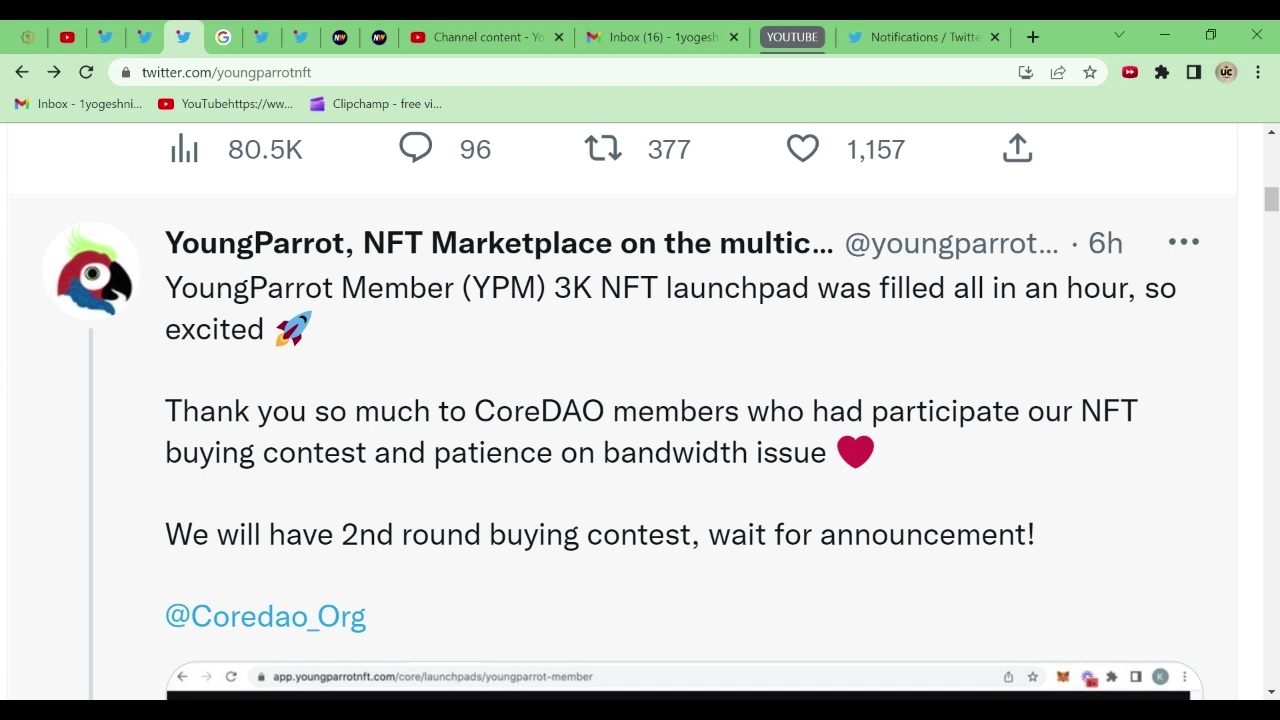 Channel content - Yo
Inbox (16) - 1yogesh
YOUTUBE
Notifications / Twitte
twitter.com/youngparrotnft
UC
Inbox - 1yogeshni...
YouTubehttps://ww...
Clipchamp - free vi...
80.5K 96 377 1,157
YoungParrot, NFT Marketplace on the multic... @youngparrot... · 6h
YoungParrot Member (YPM) 3K NFT launchpad was filled all in an hour, so
excited
Thank you so much to CoreDAO members who had participate our NFT
buying contest and patience on bandwidth issue
We will have 2nd round buying contest, wait for announcement!
@Coredao_Org
app.youngparrotnft.com/core/launchpads/youngparrot-member
K